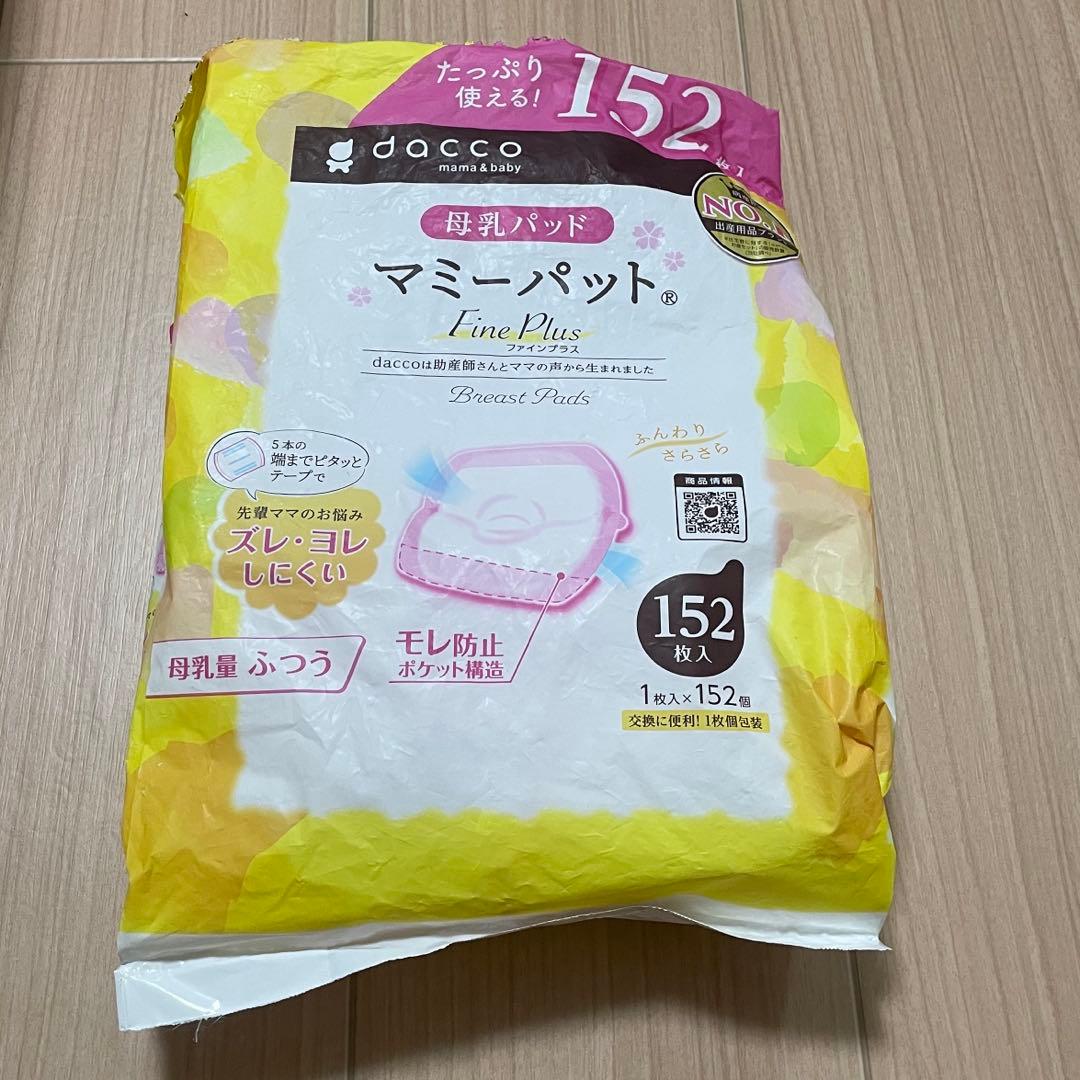 たっぷり
使える!
152
dacco
mama & baby
NO.
出産用品ブラ
母乳パッド
マミーパット®
Fine Plus
ファインプラス
daccoは助産師さんとママの声から生まれました
Breast Pads
ふんわり
さらさら
5本の
端までピタッと
テープで
先輩ママのお悩み
ズレ・ヨレ
しにくい
商品情報
母乳量 ふつう
モレ防止
ポケット構造
152
枚入
1枚入×152個
交換に便利! 1枚個包装